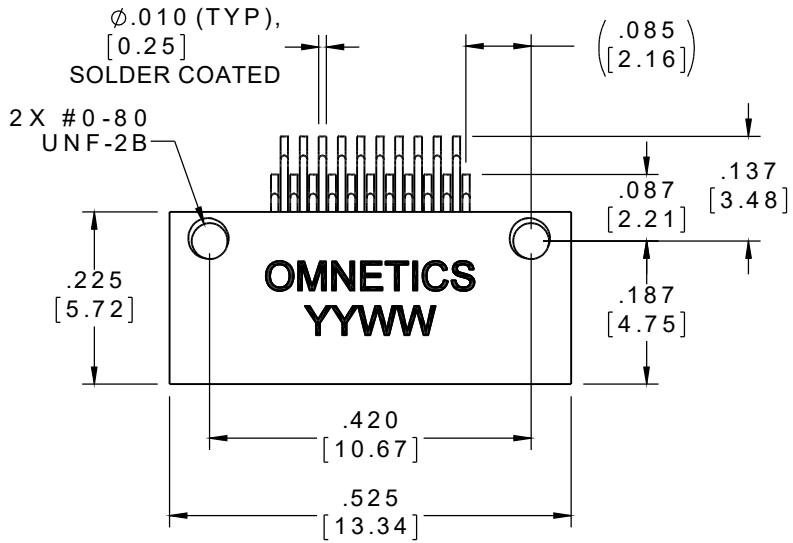 ⌀.010 (TYP),
[0.25]
SOLDER COATED
2X #0-80
UNF-2B
(.085
[2.16])
.137
[3.48]
.087
[2.21]
.225
[5.72]
OMNETICS
YYWW
.187
[4.75]
.420
[10.67]
.525
[13.34]